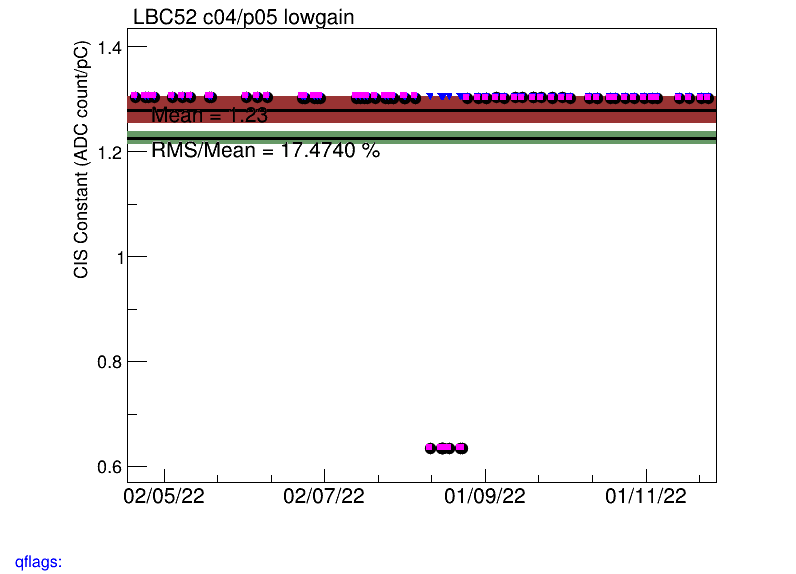 LBC52 c04/p05 lowgain
CIS Constant (ADC count/pC)
1.4
1.2
1
0.8
0.6
Mean = 1.23
RMS/Mean = 17.4740 %
02/05/22 02/07/22 01/09/22 01/11/22
qflags: